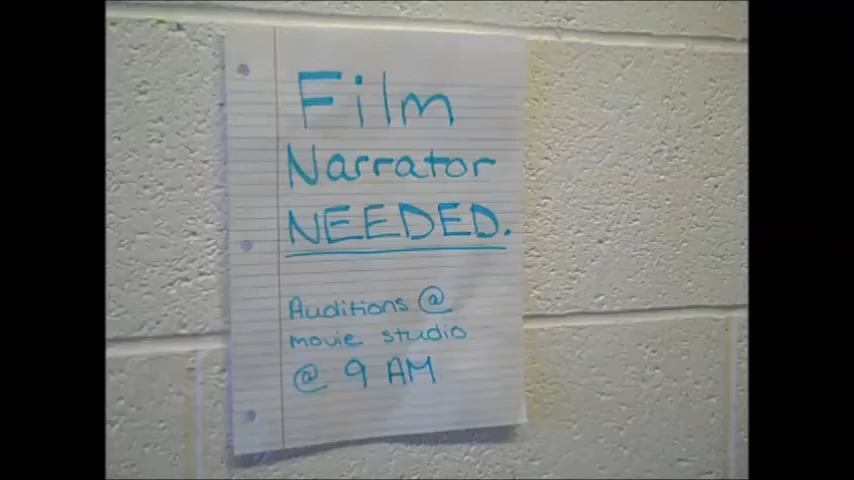 Film
Narrator
NEEDED.
Auditions @
movie studio
@ 9 AM